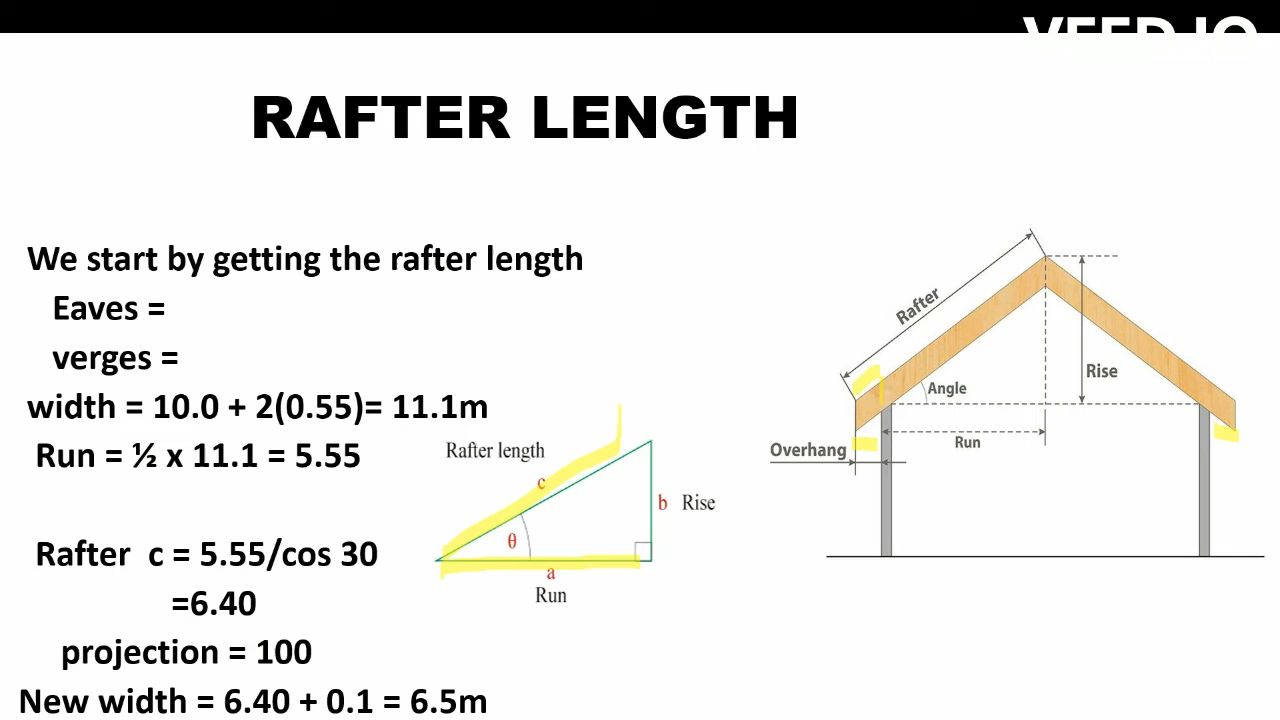 VEED.IO
RAFTER LENGTH
We start by getting the rafter length
Eaves =
verges =
width = 10.0 + 2(0.55)= 11.1m
Run = ½ x 11.1 = 5.55
Rafter c = 5.55/cos 30
=6.40
projection = 100
New width = 6.40 + 0.1 = 6.5m
Rafter length
c
θ
b Rise
a
Run
Rafter
Angle
Rise
Run
Overhang